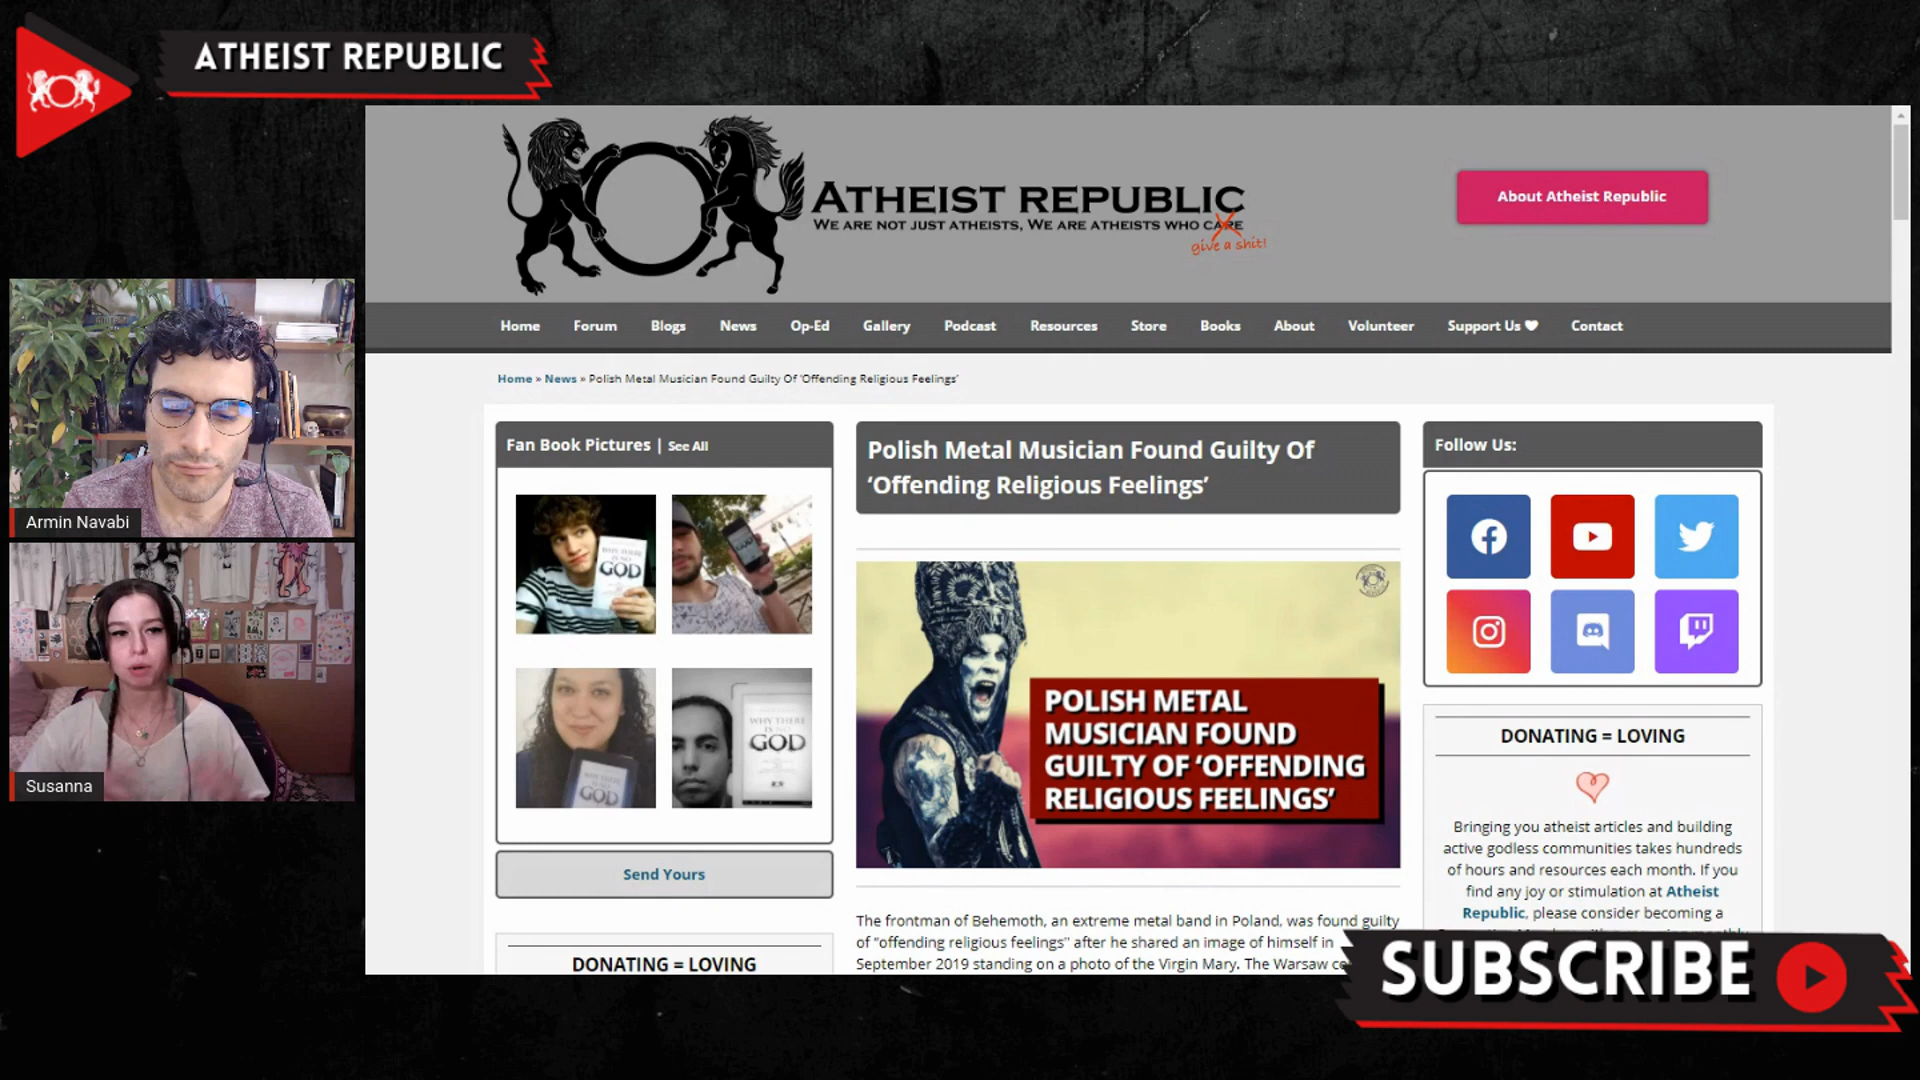 ATHEIST REPUBLIC
ATHEIST REPUBLIC
WE ARE NOT JUST ATHEISTS, WE ARE ATHEISTS WHO CARE
give a shit!
About Atheist Republic
Home Forum Blogs News Op-Ed Gallery Podcast Resources Store Books About Volunteer Support Us Contact
Home » News » Polish Metal Musician Found Guilty Of ‘Offending Religious Feelings’
Fan Book Pictures | See All
WHY THERE
GOD
GOD
WHY THERE
GOD
Send Yours
DONATING = LOVING
Polish Metal Musician Found Guilty Of
‘Offending Religious Feelings’
POLISH METAL
MUSICIAN FOUND
GUILTY OF ‘OFFENDING
RELIGIOUS FEELINGS’
The frontman of Behemoth, an extreme metal band in Poland, was found guilty
of "offending religious feelings" after he shared an image of himself in
September 2019 standing on a photo of the Virgin Mary. The Warsaw
Follow Us:
DONATING = LOVING
Bringing you atheist articles and building
active godless communities takes hundreds
of hours and resources each month. If you
find any joy or stimulation at Atheist
Republic, please consider becoming a
Armin Navabi
Susanna
SUBSCRIBE